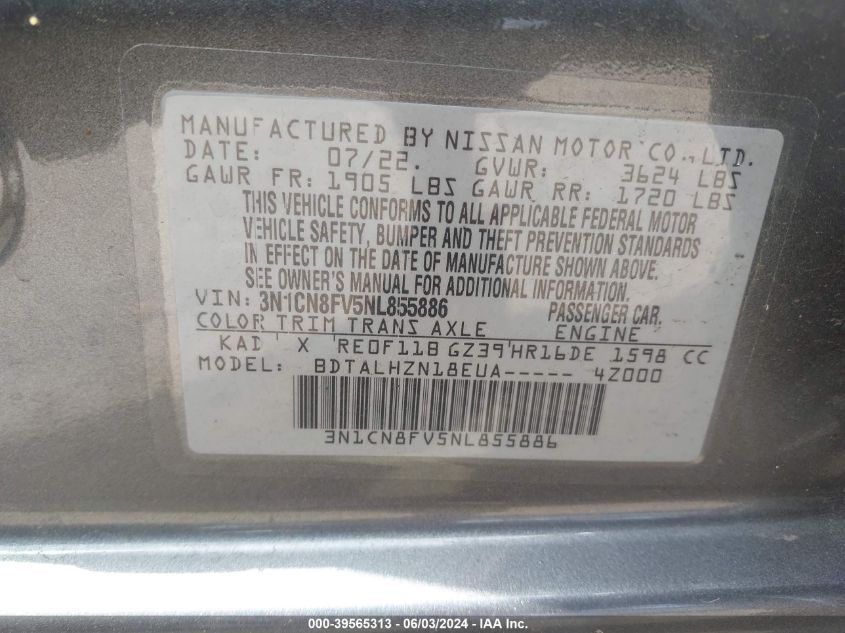 MANUFACTURED BY NISSAN MOTOR CO., LTD.
DATE: 07/22. GVWR: 3624 LBS
GAWR FR: 1905 LBS GAWR RR: 1720 LBS
THIS VEHICLE CONFORMS TO ALL APPLICABLE FEDERAL MOTOR
VEHICLE SAFETY, BUMPER AND THEFT PREVENTION STANDARDS
IN EFFECT ON THE DATE OF MANUFACTURE SHOWN ABOVE.
SEE OWNER'S MANUAL FOR ADDITIONAL INFORMATION.
VIN: 3N1CN8FV5NL855886 PASSENGER CAR.
COLOR TRIM TRANS AXLE ENGINE
KAD X RE0F11B GZ39 HR16DE 1598 CC
MODEL: BDTALHZN18EUA----- 4Z000
3N1CN8FV5NL855886
000-39565313 - 06/03/2024 - IAA Inc.